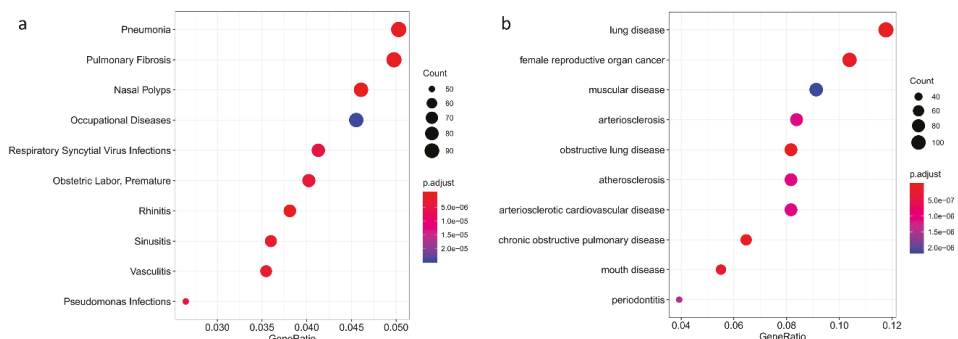 a
Pneumonia
Pulmonary Fibrosis
Nasal Polyps
Occupational Diseases
Respiratory Syncytial Virus Infections
Obstetric Labor, Premature
Rhinitis
Sinusitis
Vasculitis
Pseudomonas Infections
0.030 0.035 0.040 0.045 0.050
GeneRatio
Count
50
60
70
80
90
p.adjust
5.0e-06
1.0e-05
1.5e-05
2.0e-05
b
lung disease
female reproductive organ cancer
muscular disease
arteriosclerosis
obstructive lung disease
atherosclerosis
arteriosclerotic cardiovascular disease
chronic obstructive pulmonary disease
mouth disease
periodontitis
0.04 0.06 0.08 0.10 0.12
GeneRatio
Count
40
60
80
100
p.adjust
5.0e-07
1.0e-06
1.5e-06
2.0e-06